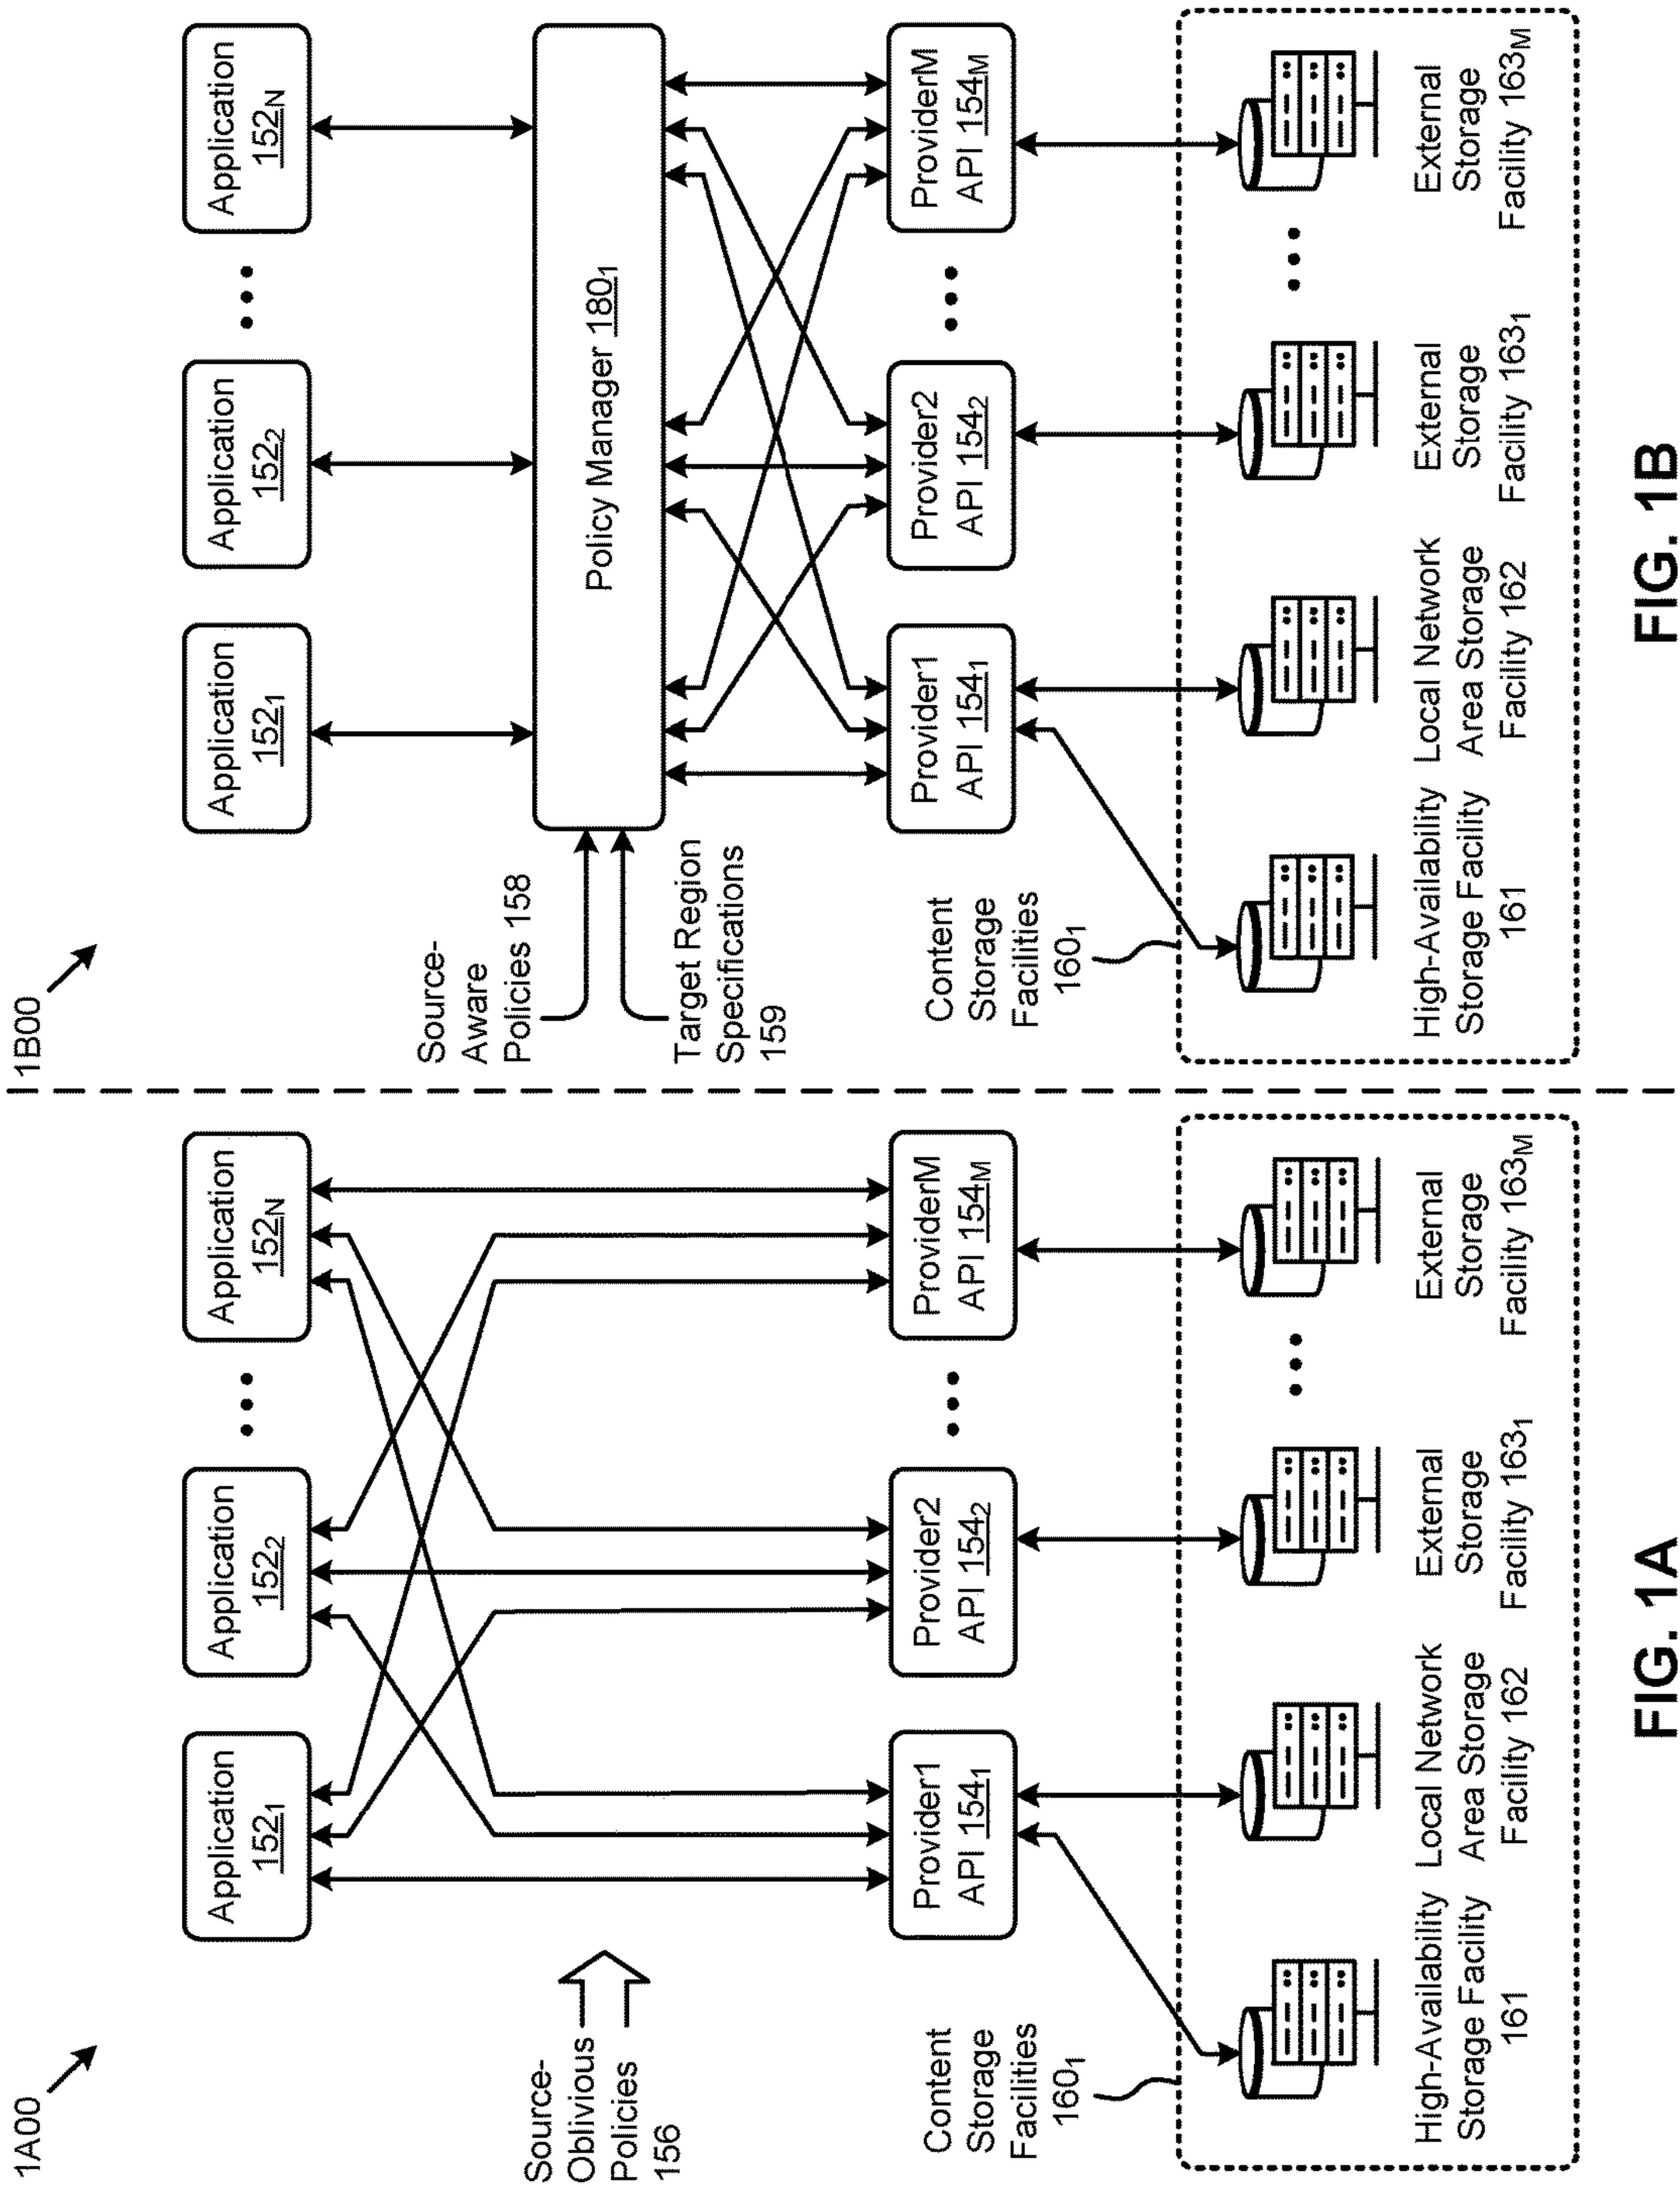 1A00
Application
152₁
Application
152₂
Application
152N
Source-
Oblivious
Policies
156
Provider1
API 154₁
Provider2
API 154₂
ProviderM
API 154M
Content
Storage
Facilities
160₁
High-Availability
Storage Facility
161
Local Network
Area Storage
Facility 162
External
Storage
Facility 163₁
External
Storage
Facility 163M
FIG. 1A
1B00
Application
152₁
Application
152₂
Application
152N
Source-
Aware
Policies 158
Target Region
Specifications
159
Policy Manager 180₁
Provider1
API 154₁
Provider2
API 154₂
ProviderM
API 154M
Content
Storage
Facilities
160₁
High-Availability
Storage Facility
161
Local Network
Area Storage
Facility 162
External
Storage
Facility 163₁
External
Storage
Facility 163M
FIG. 1B